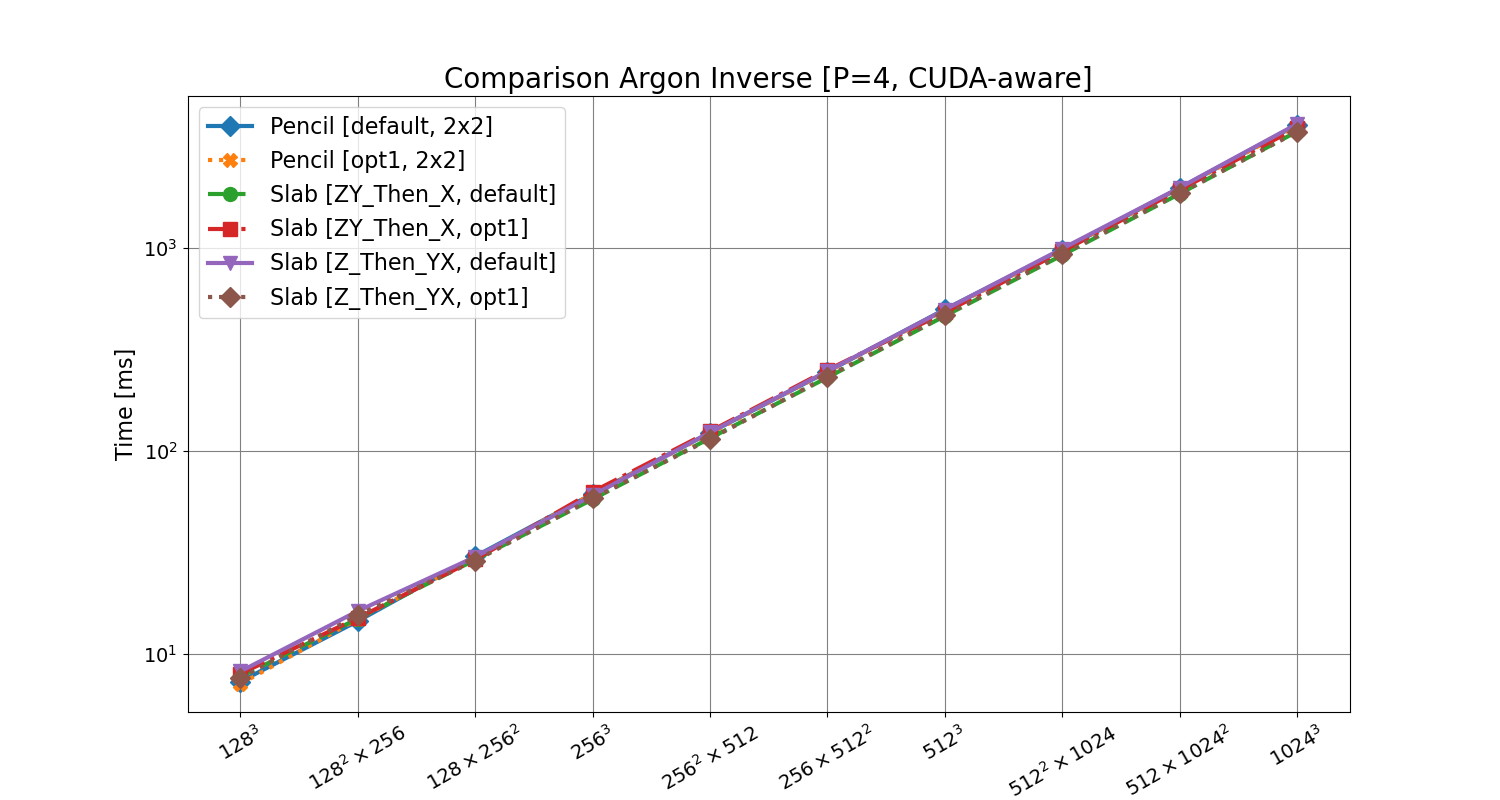 Comparison Argon Inverse [P=4, CUDA-aware]
Pencil [default, 2x2]
Pencil [opt1, 2x2]
Slab [ZY_Then_X, default]
Slab [ZY_Then_X, opt1]
Slab [Z_Then_YX, default]
Slab [Z_Then_YX, opt1]
Time [ms]
10³
10²
10¹
128³
128² × 256
128 × 256²
256³
256² × 512
256 × 512²
512³
512² × 1024
512 × 1024²
1024³